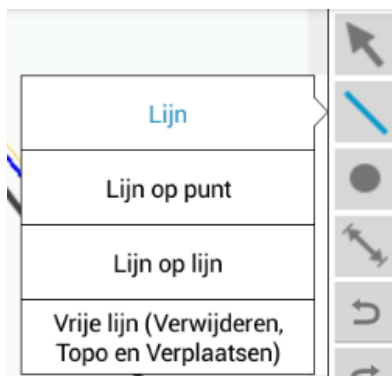 Lijn
Lijn op punt
Lijn op lijn
Vrije lijn (Verwijderen,
Topo en Verplaatsen)